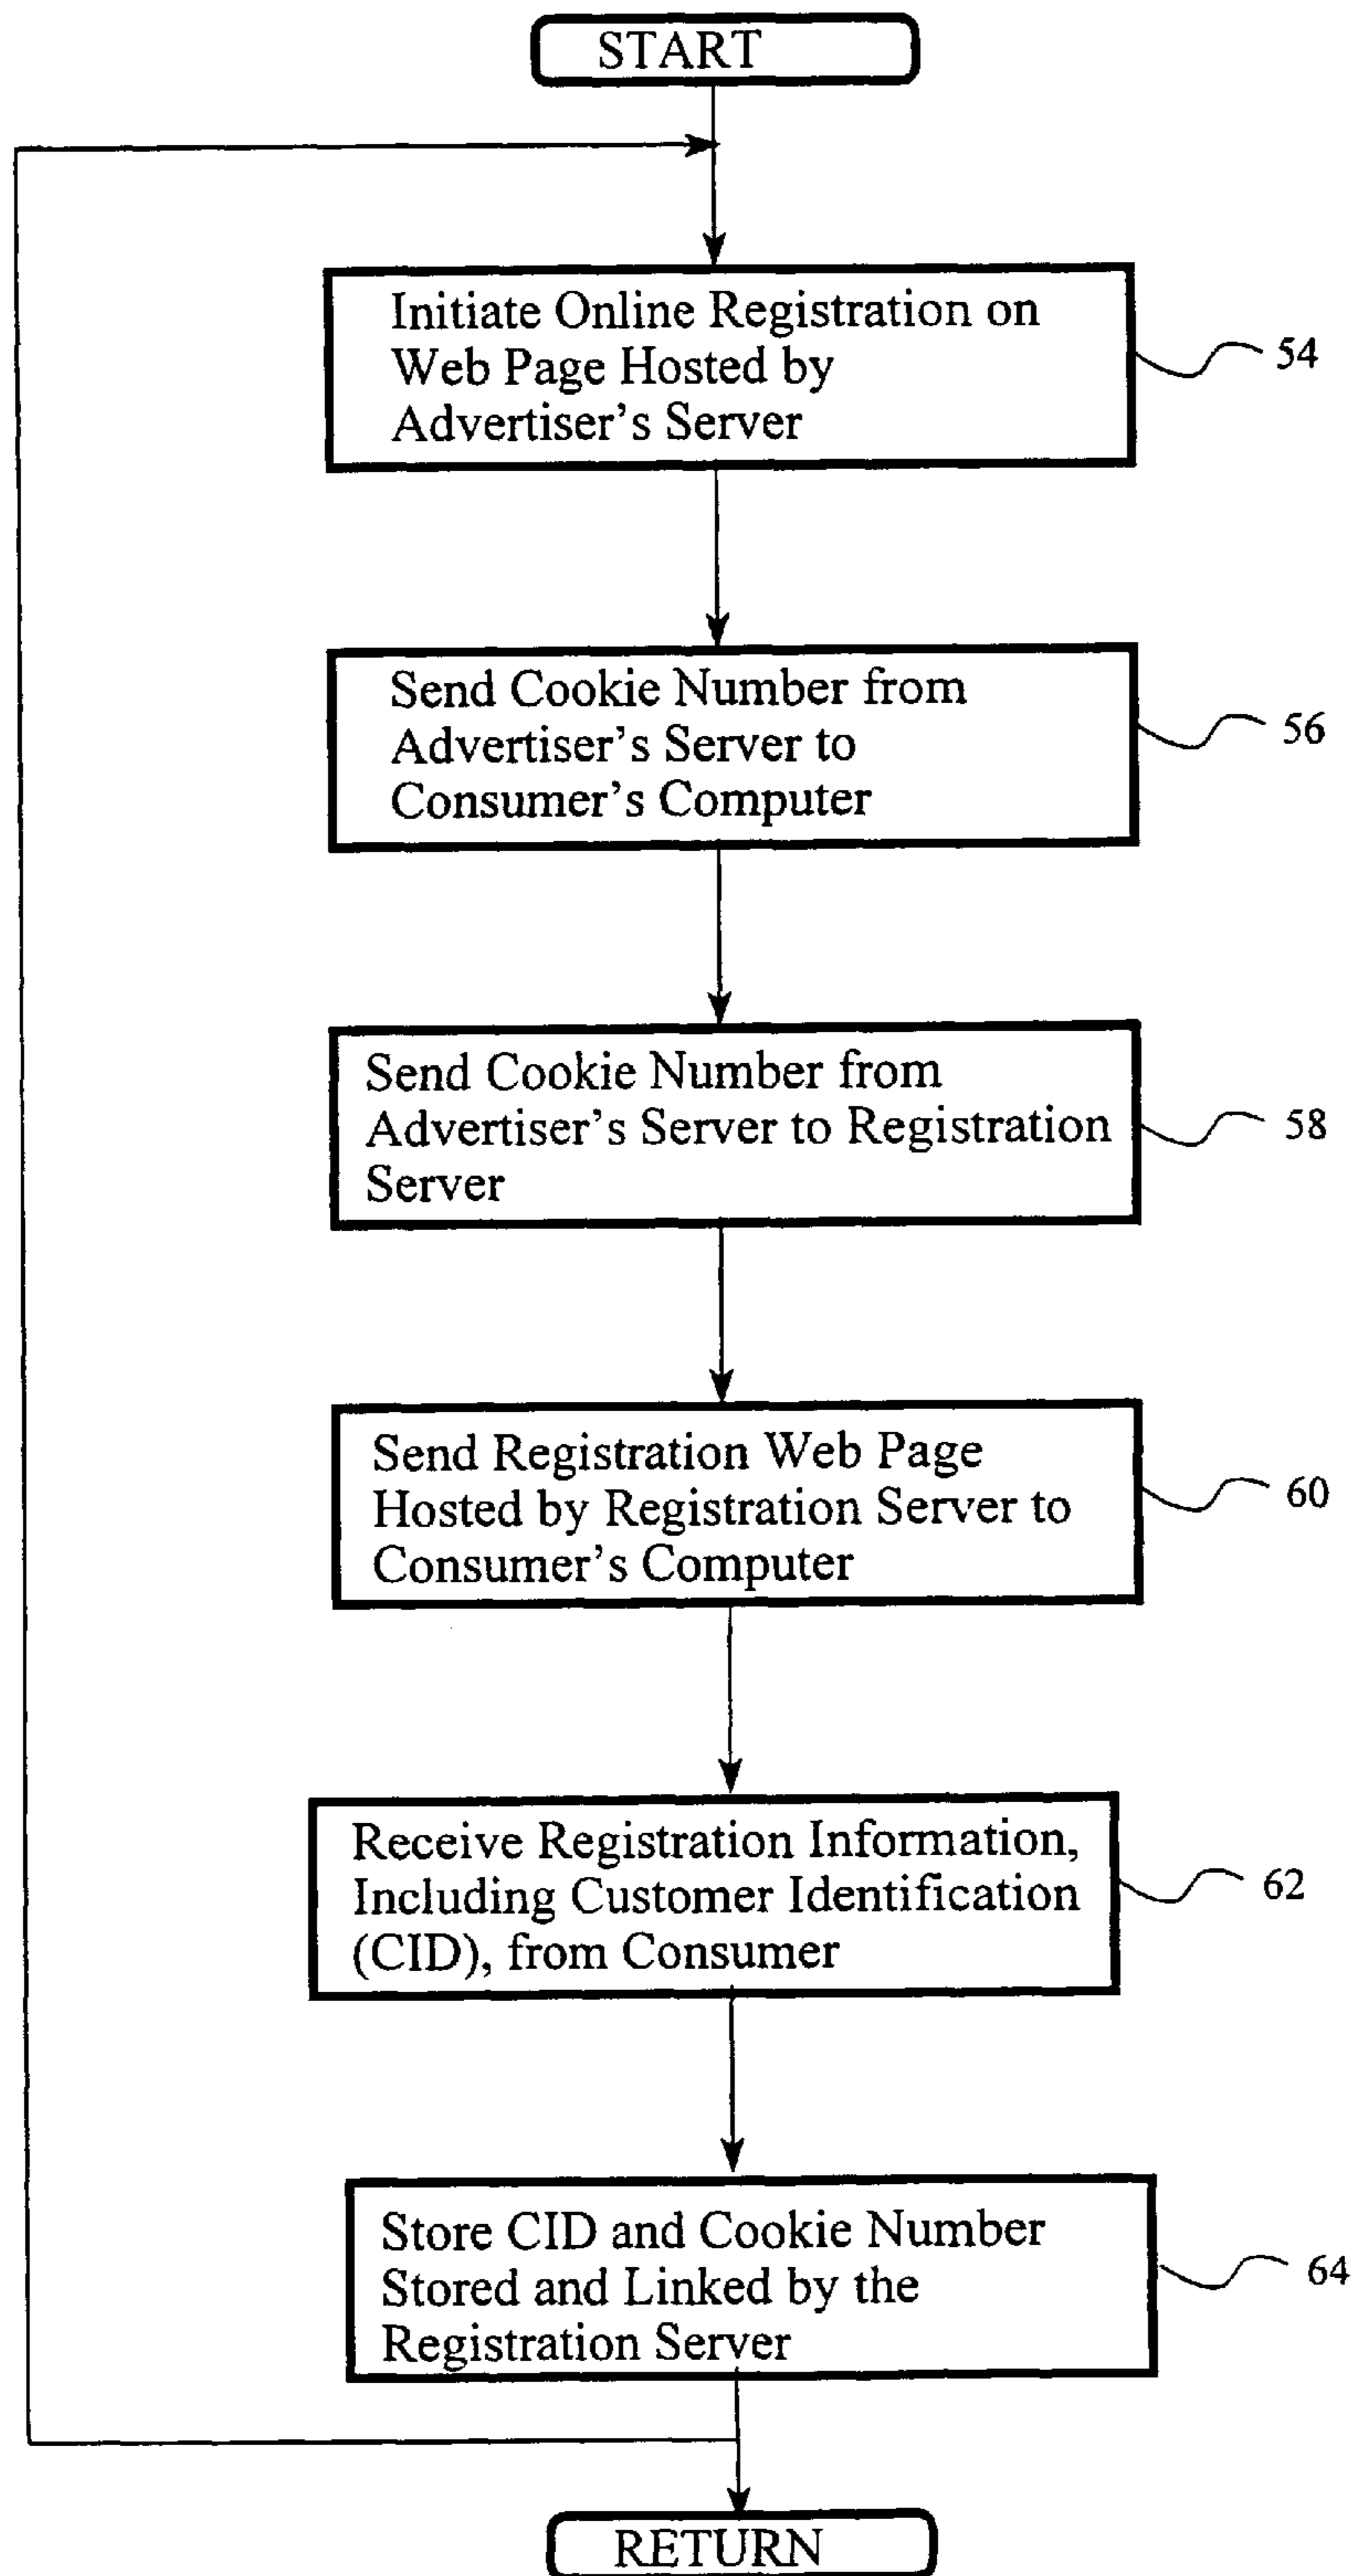 START
Initiate Online Registration on
Web Page Hosted by
Advertiser’s Server
54
Send Cookie Number from
Advertiser’s Server to
Consumer’s Computer
56
Send Cookie Number from
Advertiser’s Server to Registration
Server
58
Send Registration Web Page
Hosted by Registration Server to
Consumer’s Computer
60
Receive Registration Information,
Including Customer Identification
(CID), from Consumer
62
Store CID and Cookie Number
Stored and Linked by the
Registration Server
64
RETURN